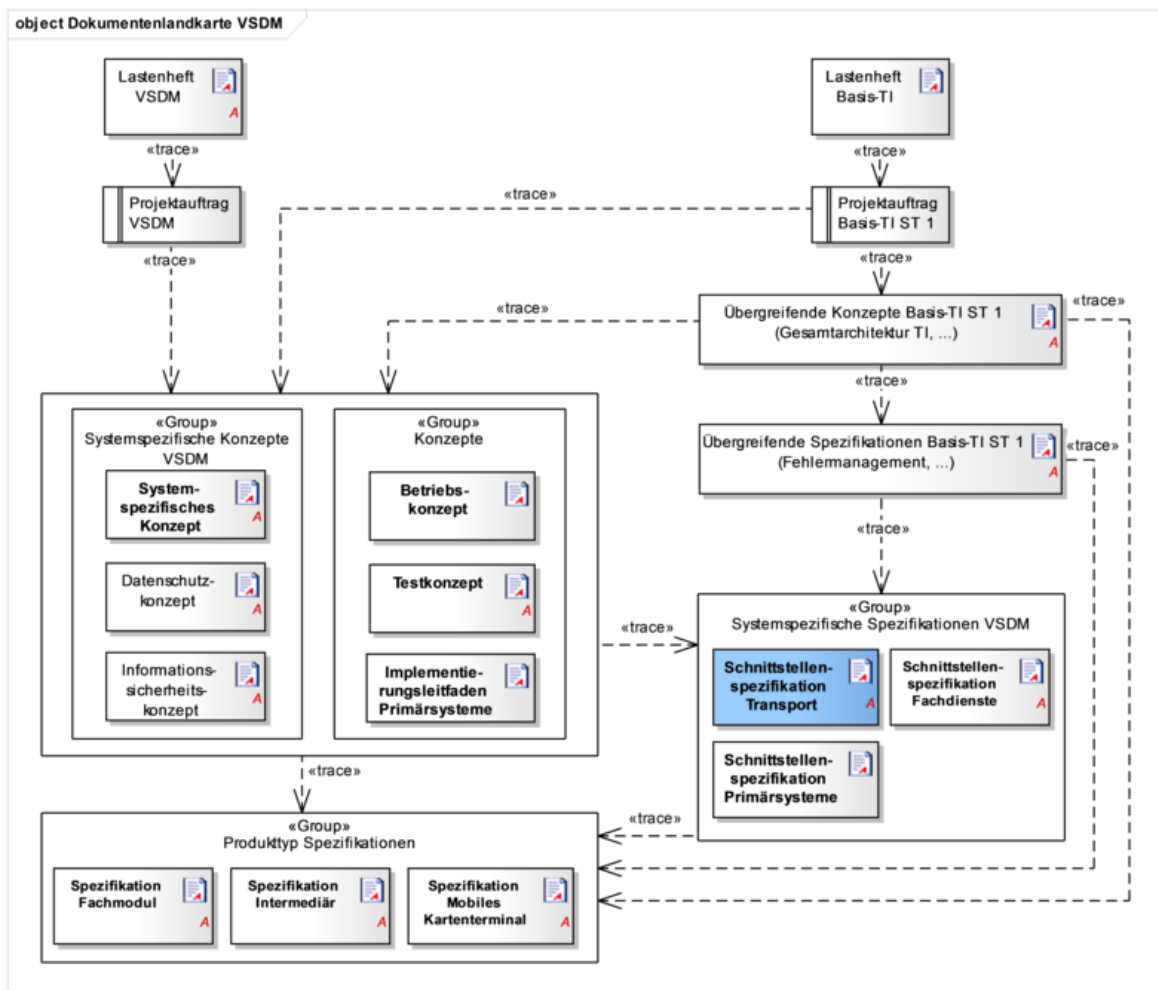 object Dokumentenlandkarte VSDM
Lastenheft
VSDM
A
Lastenheft
Basis-TI
«trace»
«trace»
Projektauftrag
VSDM
«trace»
Projektauftrag
Basis-TI ST 1
«trace»
«trace»
«trace»
Übergreifende Konzepte Basis-TI ST 1
(Gesamtarchitektur TI, ...)
A
«trace»
«trace»
Übergreifende Spezifikationen Basis-TI ST 1
(Fehlermanagement, ...)
A
«trace»
«trace»
«Group»
Systemspezifische Konzepte
VSDM
System-
spezifisches
Konzept
A
Datenschutz-
konzept
A
Informations-
sicherheits-
konzept
A
«Group»
Konzepte
Betriebs-
konzept
Testkonzept
Implementie-
rungsleitfaden
Primärsysteme
«trace»
«Group»
Systemspezifische Spezifikationen VSDM
Schnittstellen-
spezifikation
Transport
A
Schnittstellen-
spezifikation
Fachdienste
A
Schnittstellen-
spezifikation
Primärsysteme
«trace»
«trace»
«Group»
Produkttyp Spezifikationen
Spezifikation
Fachmodul
A
Spezifikation
Intermediär
A
Spezifikation
Mobiles
Kartenterminal
A